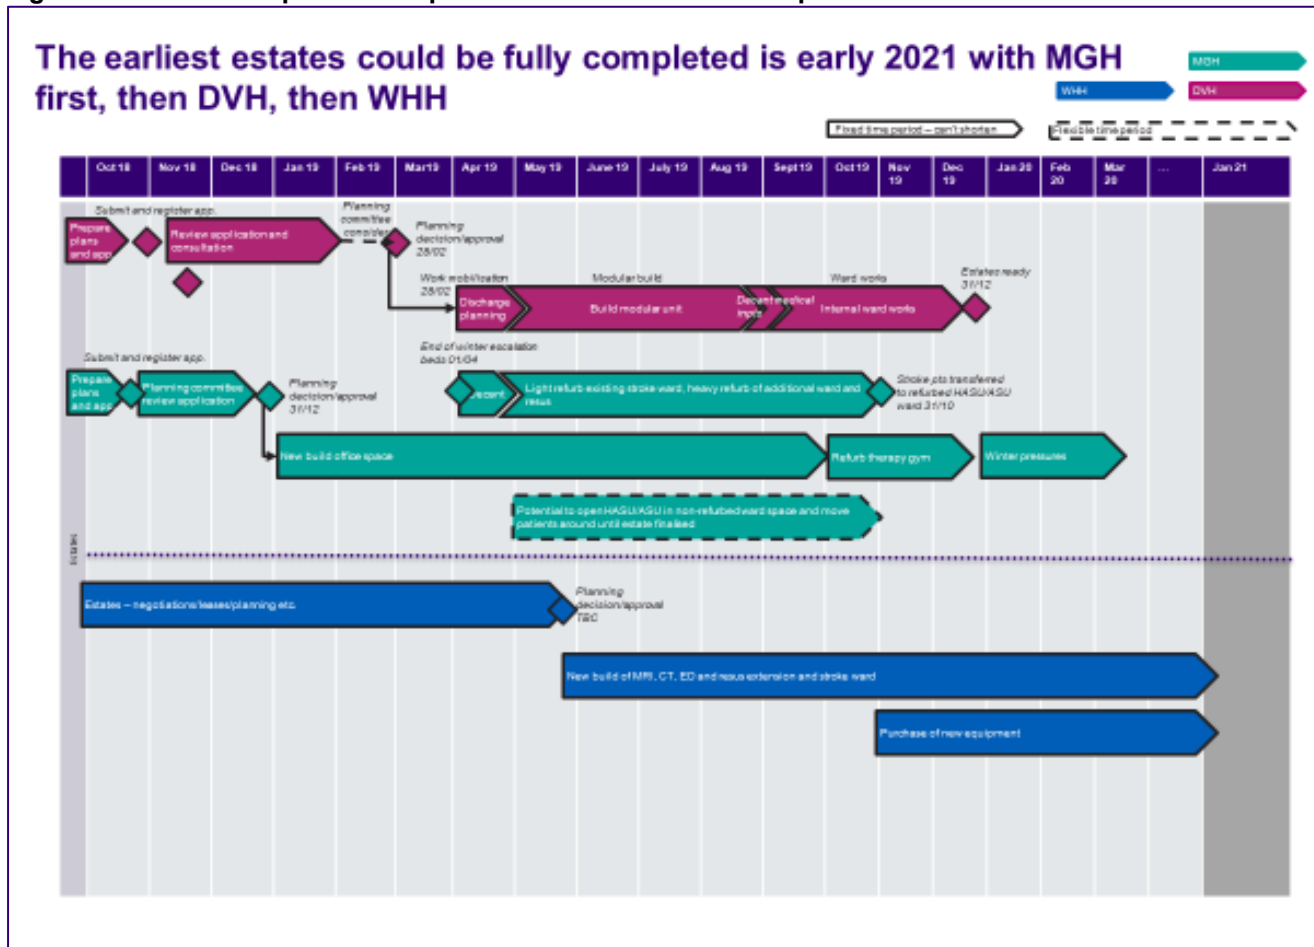 The earliest estates could be fully completed is early 2021 with MGH
first, then DVH, then WHH
MGH
WHH
DVH
Fixed time period – can't shorten
Flexible time period
Oct 18
Nov 18
Dec 18
Jan 19
Feb 19
Mar19
Apr 19
May 19
June 19
July 19
Aug 19
Sept 19
Oct 19
Nov
19
Dec
19
Jan 20
Feb
20
Mar
20
...
Jan 21
Submit and register app.
Prepare
plans
and app
Review application and
consultation
Planning
committee
consider
Planning
decision/approval
28/02
Work mobilisation
28/02
Modular build
Ward works
Estates ready
31/12
Discharge
planning
Build modular unit
Decant medical
inpts
Internal ward works
End of winter escalation
beds 01/04
Submit and register app.
Prepare
plans
and app
Planning committee
review application
Planning
decision/approval
31/12
Decant
Light refurb existing stroke ward, heavy refurb of additional ward and
resus
Stroke pts transferred
to refurbed HASU/ASU
ward 31/10
New build office space
Refurb therapy gym
Winter pressures
Potential to open HASU/ASU in non-refurbed ward space and move
patients around until estate finalised
Estates
Estates – negotiations/leases/planning etc.
Planning
decision/approval
TBC
New build of MRI, CT, ED and resus extension and stroke ward
Purchase of new equipment